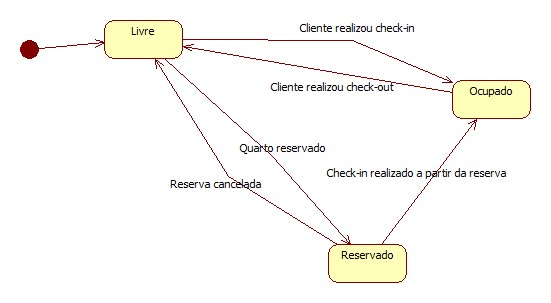 Livre
Cliente realizou check-in
Ocupado
Cliente realizou check-out
Quarto reservado
Check-in realizado a partir da reserva
Reserva cancelada
Reservado